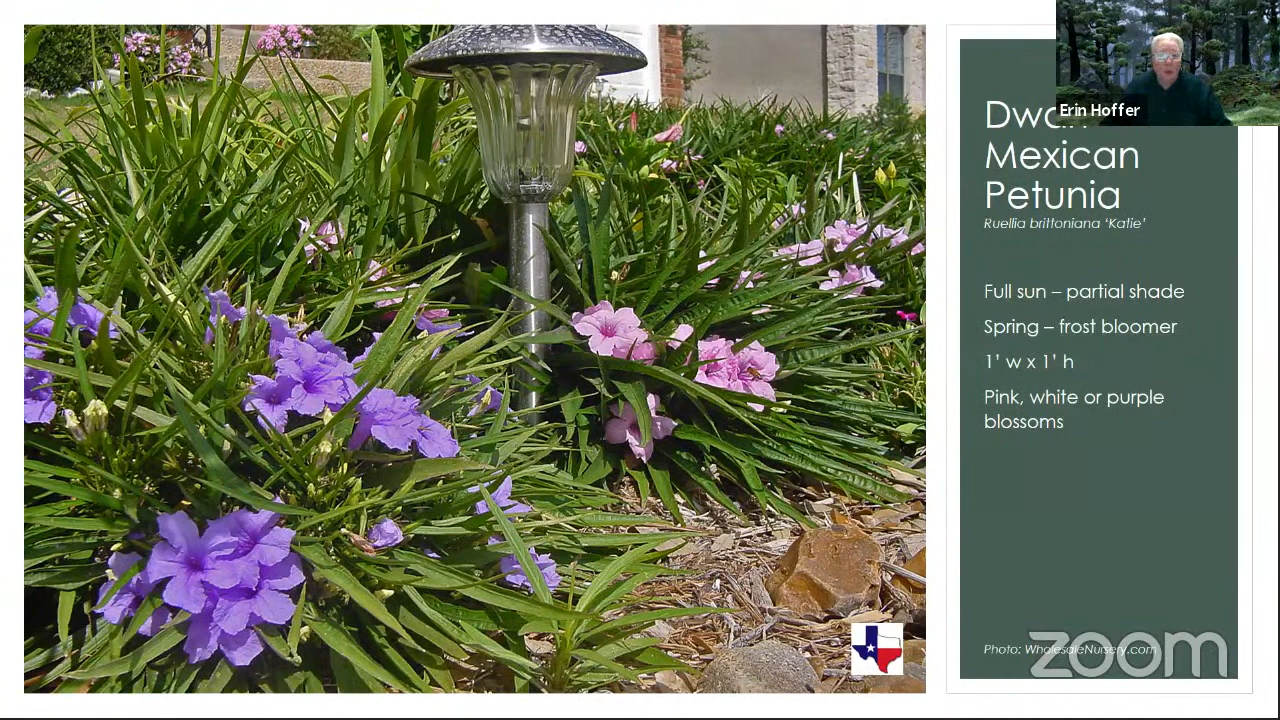 Erin Hoffer
Mexican
Petunia
Ruellia brittoniana ‘Katie’
Full sun – partial shade
Spring – frost bloomer
1’ w x 1’ h
Pink, white or purple
blossoms
Photo: WholesaleNursery.com
zoom